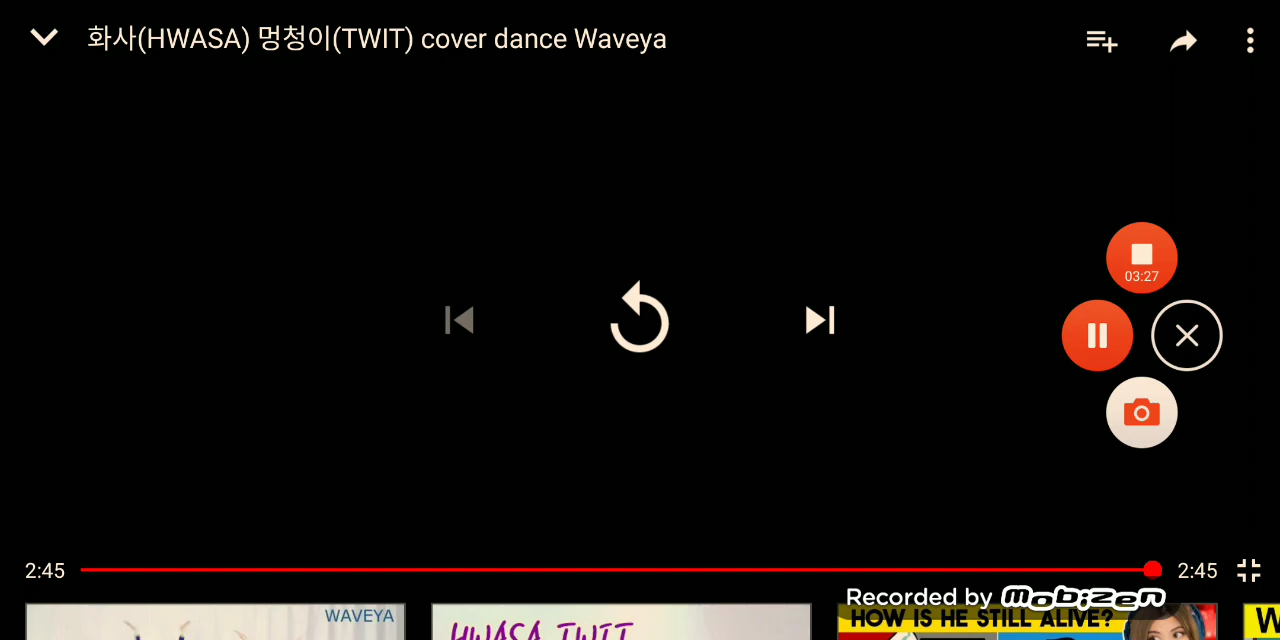 화사(HWASA) 멍청이(TWIT) cover dance Waveya
03:27
2:45
2:45
Recorded by mobizen
WAVEYA
HWASA TWIT
HOW IS HE STILL ALIVE?
W